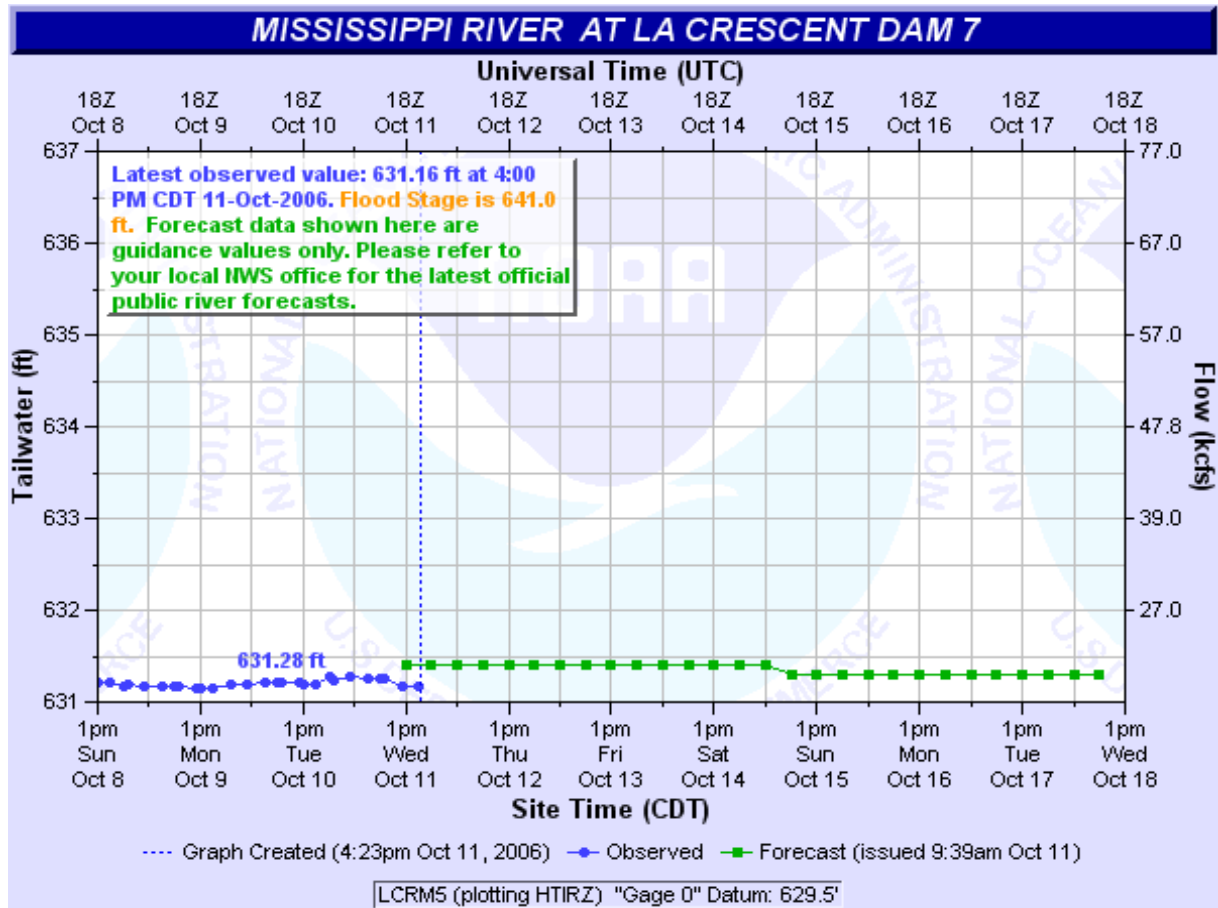 MISSISSIPPI RIVER AT LA CRESCENT DAM 7
Universal Time (UTC)
18Z 18Z 18Z 18Z 18Z 18Z 18Z 18Z 18Z 18Z 18Z
Oct 8 Oct 9 Oct 10 Oct 11 Oct 12 Oct 13 Oct 14 Oct 15 Oct 16 Oct 17 Oct 18
637 77.0
Latest observed value: 631.16 ft at 4:00
PM CDT 11-Oct-2006. Flood Stage is 641.0
ft. Forecast data shown here are
guidance values only. Please refer to
your local NWS office for the latest official
public river forecasts.
636 67.0
635 57.0
634 47.8
633 39.0
632 27.0
631
Tailwater (ft)
Flow (kcfs)
NOAA
631.28 ft
1pm 1pm 1pm 1pm 1pm 1pm 1pm 1pm 1pm 1pm 1pm
Sun Mon Tue Wed Thu Fri Sat Sun Mon Tue Wed
Oct 8 Oct 9 Oct 10 Oct 11 Oct 12 Oct 13 Oct 14 Oct 15 Oct 16 Oct 17 Oct 18
Site Time (CDT)
Graph Created (4:23pm Oct 11, 2006) Observed Forecast (issued 9:39am Oct 11)
LCRM5 (plotting HTIRZ) "Gage 0" Datum: 629.5'